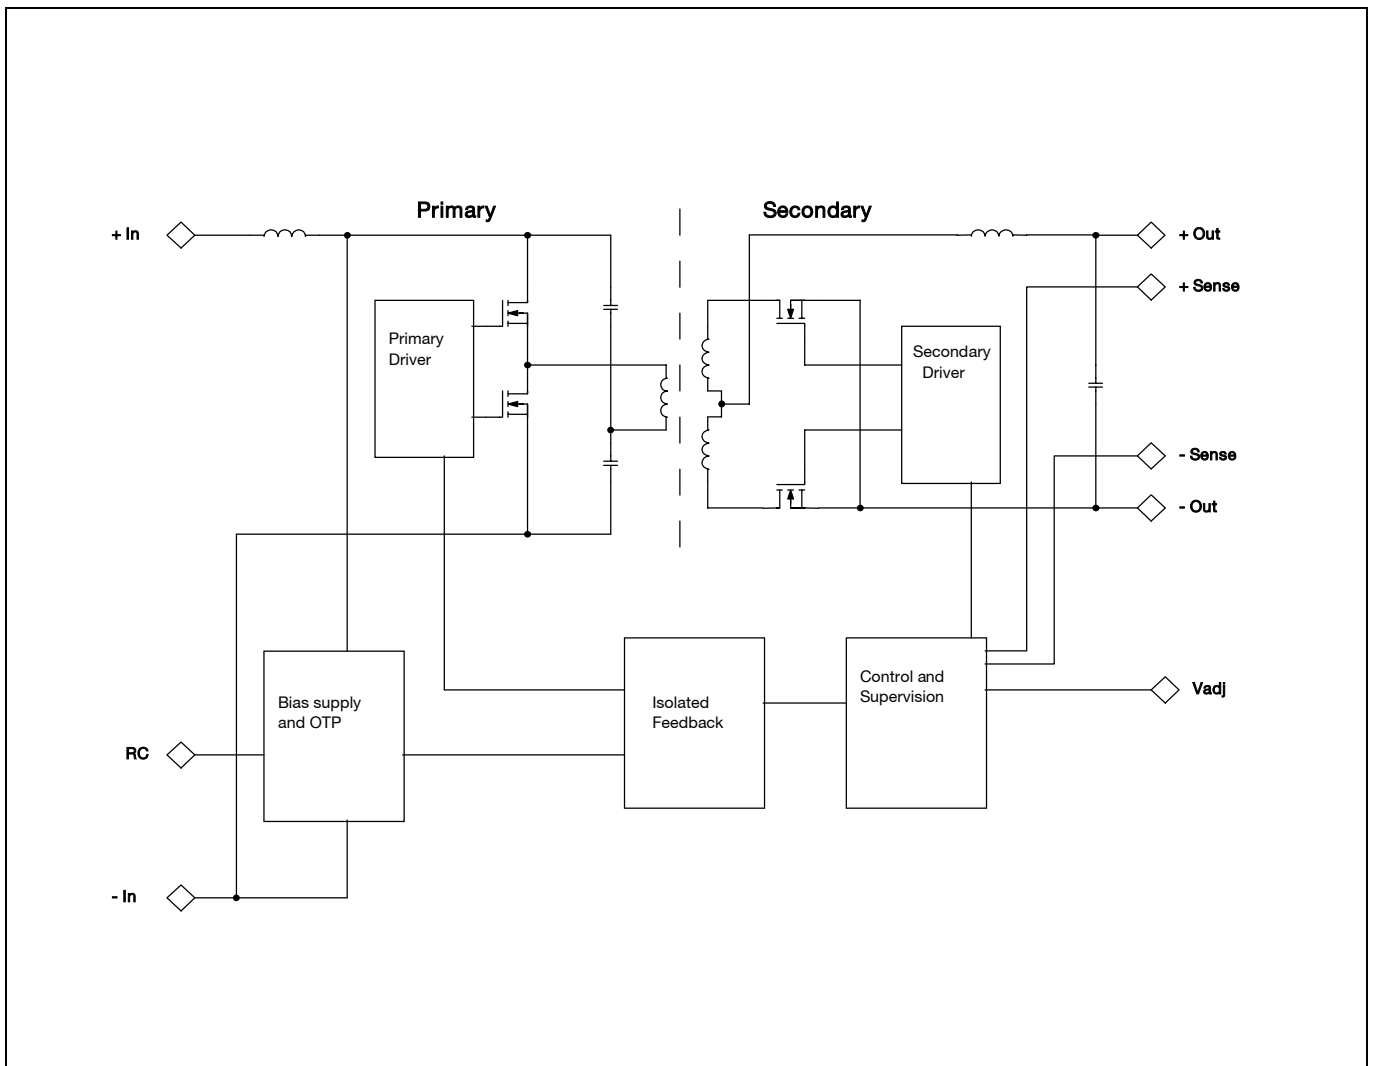 Primary
Secondary
+ In
+ Out
+ Sense
Primary
Driver
Secondary
Driver
- Sense
- Out
Bias supply
and OTP
Isolated
Feedback
Control and
Supervision
Vadj
RC
- In